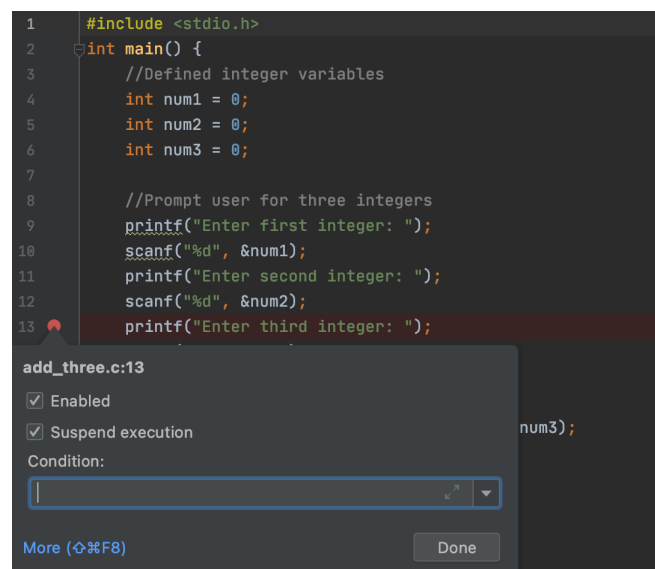 1 #include <stdio.h>
2 int main() {
3 //Defined integer variables
4 int num1 = 0;
5 int num2 = 0;
6 int num3 = 0;
7
8 //Prompt user for three integers
9 printf("Enter first integer: ");
10 scanf("%d", &num1);
11 printf("Enter second integer: ");
12 scanf("%d", &num2);
13 printf("Enter third integer: ");
add_three.c:13
Enabled
Suspend execution
num3);
Condition:
More (⇧⌘F8)
Done